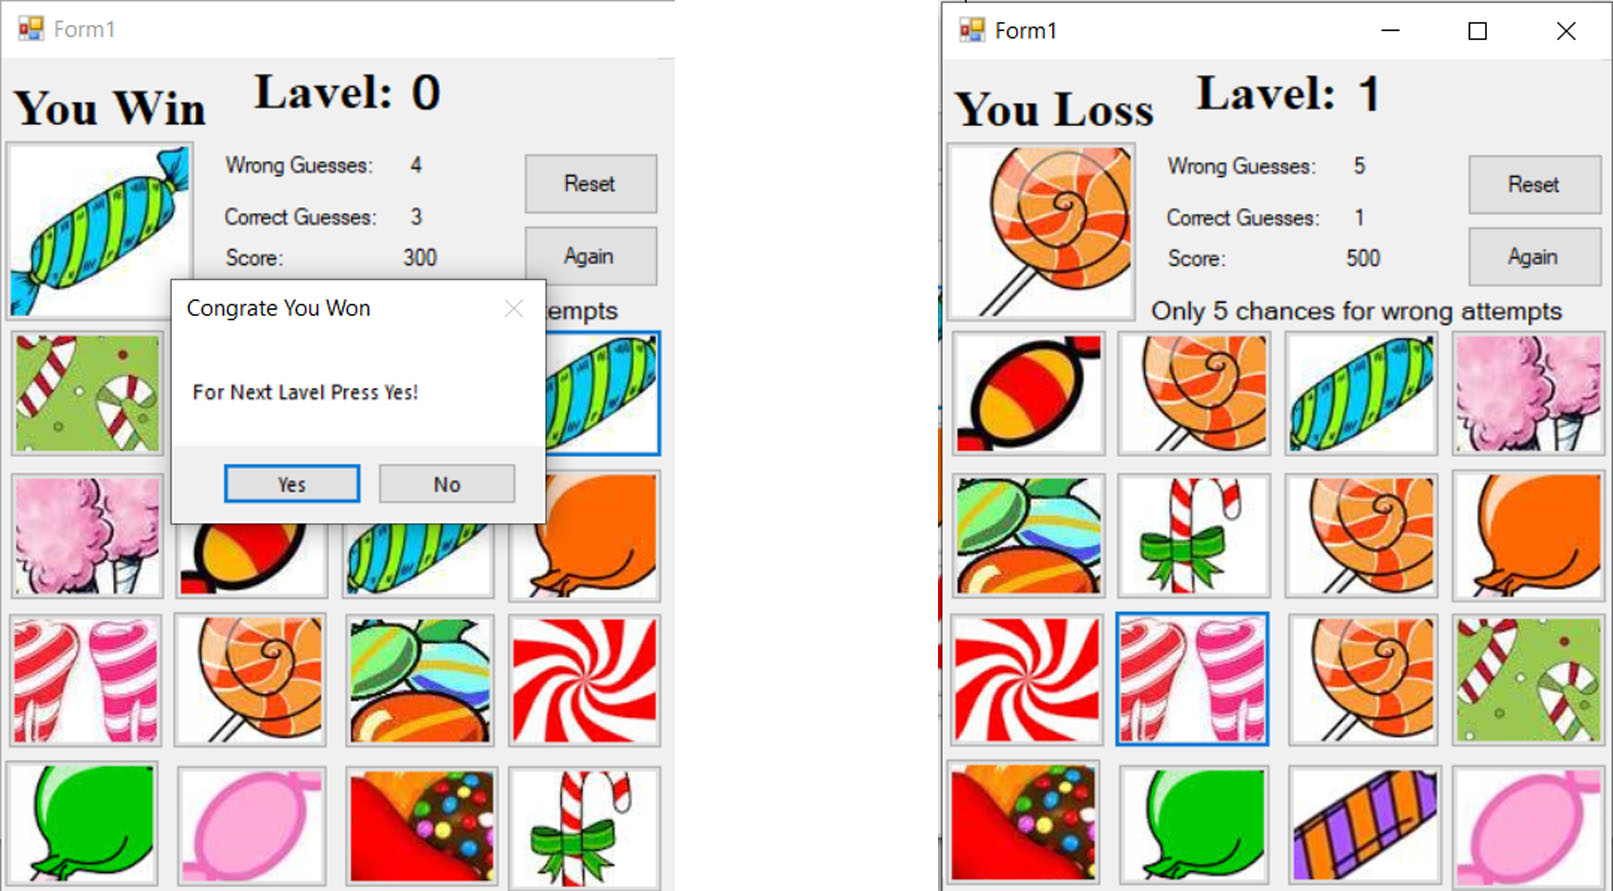 Form1
You Win
Lavel: 0
Wrong Guesses: 4
Correct Guesses: 3
Score: 300
Reset
Again
Congrate You Won
For Next Lavel Press Yes!
Yes
No
Form1
You Loss
Lavel: 1
Wrong Guesses: 5
Correct Guesses: 1
Score: 500
Reset
Again
Only 5 chances for wrong attempts